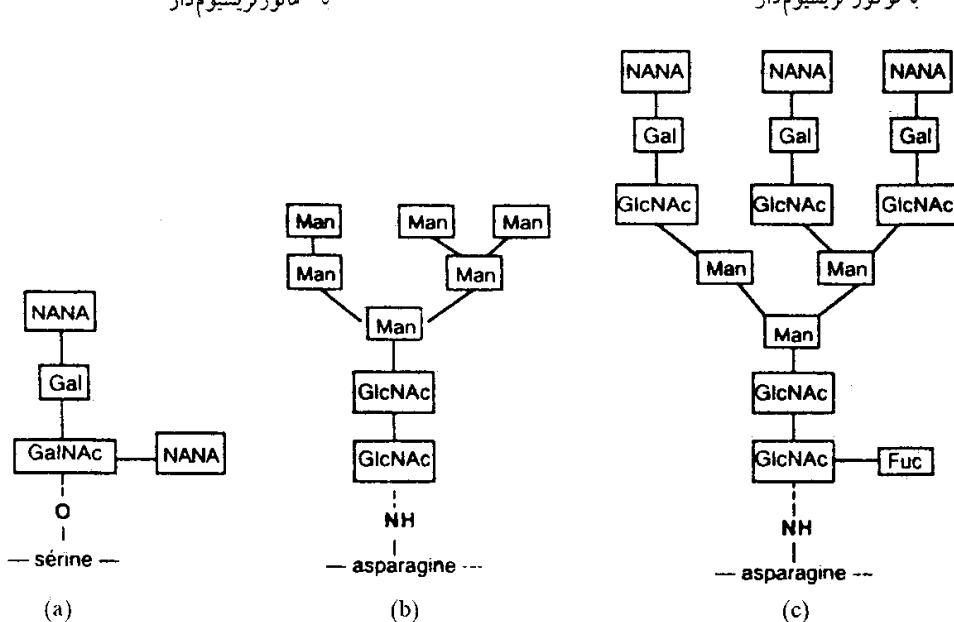 NANA NANA NANA
Gal Gal Gal
GlcNAc GlcNAc GlcNAc
Man Man Man
Man Man
Man Man
Man
Man
NANA
GlcNAc
Gal
GlcNAc
GalNAc NANA
GlcNAc
GlcNAc Fuc
O
NH
NH
— sérine —
— asparagine ---
— asparagine ---
(a) (b) (c)